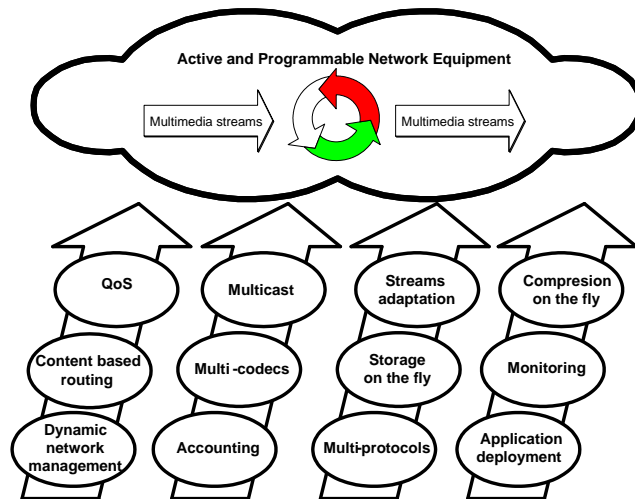 Active and Programmable Network Equipment
Multimedia streams
Multimedia streams
QoS
Multicast
Streams
adaptation
Compresion
on the fly
Content based
routing
Multi-codecs
Storage
on the fly
Monitoring
Dynamic
network
management
Accounting
Multi-protocols
Application
deployment